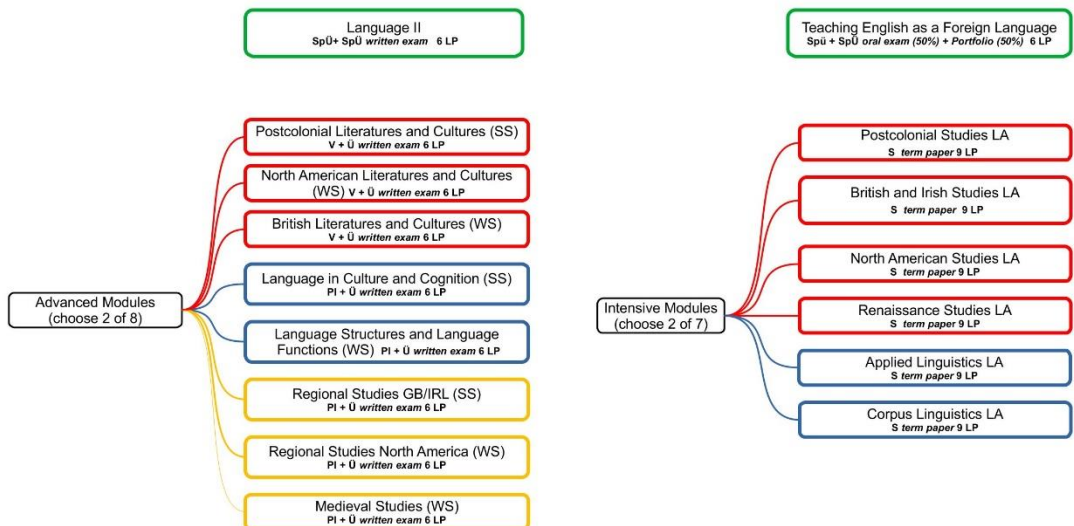 Language II
SpÜ+ SpÜ written exam 6 LP
Postcolonial Literatures and Cultures (SS)
V + Ü written exam 6 LP
North American Literatures and Cultures
(WS) V + Ü written exam 6 LP
British Literatures and Cultures (WS)
V + Ü written exam 6 LP
Language in Culture and Cognition (SS)
PI + Ü written exam 6 LP
Advanced Modules
(choose 2 of 8)
Language Structures and Language
Functions (WS) PI + Ü written exam 6 LP
Regional Studies GB/IRL (SS)
PI + Ü written exam 6 LP
Regional Studies North America (WS)
PI + Ü written exam 6 LP
Medieval Studies (WS)
PI + Ü written exam 6 LP
Teaching English as a Foreign Language
Spü + SpÜ oral exam (50%) + Portfolio (50%) 6 LP
Postcolonial Studies LA
S term paper 9 LP
British and Irish Studies LA
S term paper 9 LP
North American Studies LA
S term paper 9 LP
Intensive Modules
(choose 2 of 7)
Renaissance Studies LA
S term paper 9 LP
Applied Linguistics LA
S term paper 9 LP
Corpus Linguistics LA
S term paper 9 LP